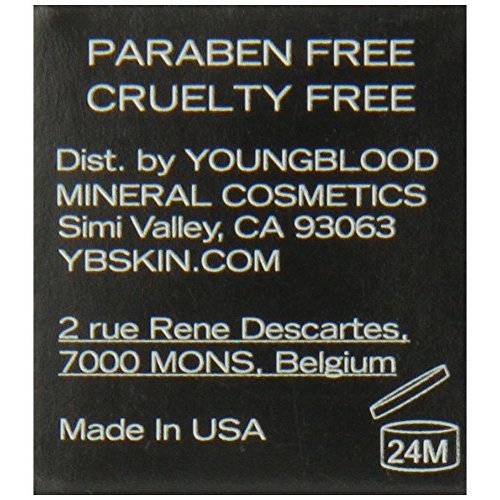 PARABEN FREE
CRUELTY FREE
Dist. by YOUNGBLOOD
MINERAL COSMETICS
Simi Valley, CA 93063
YBSKIN.COM
2 rue Rene Descartes,
7000 MONS, Belgium
Made In USA
24M